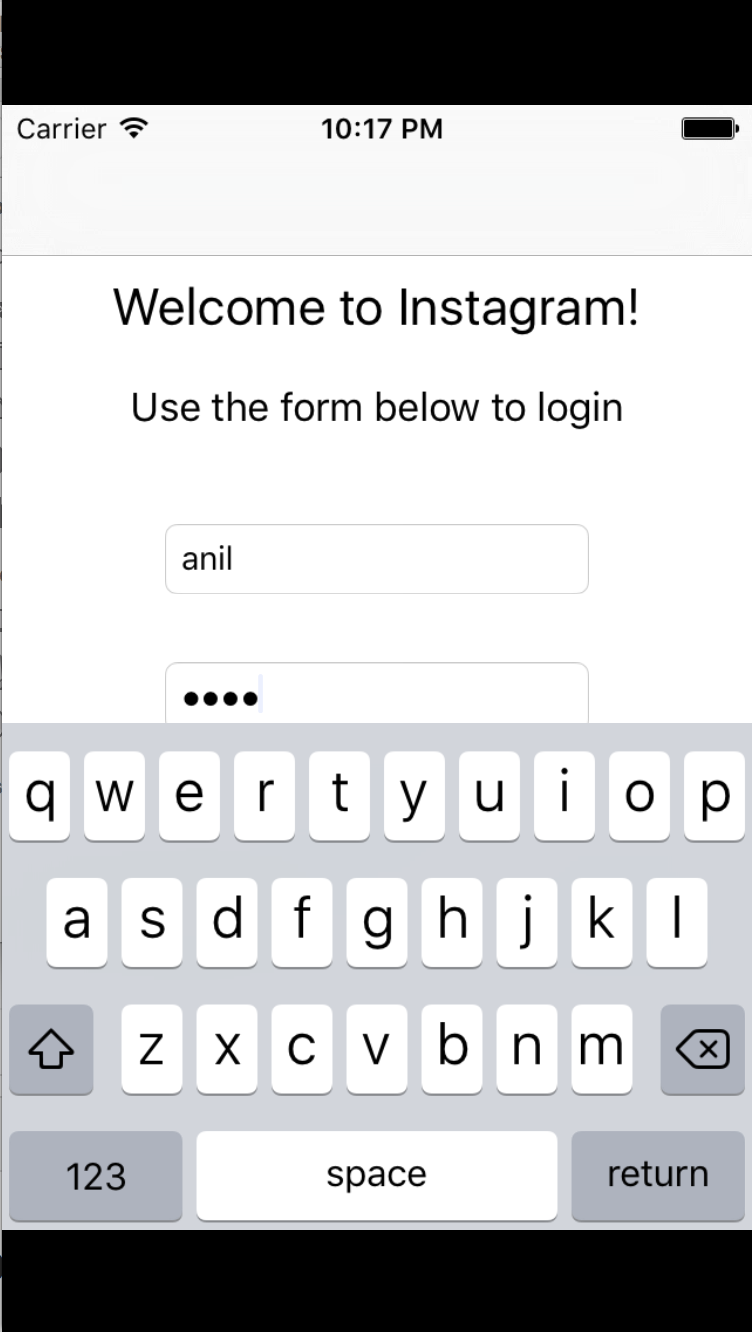 Carrier 10:17 PM
Welcome to Instagram!
Use the form below to login
anil
••••
q w e r t y u i o p
a s d f g h j k l
z x c v b n m
123 space return